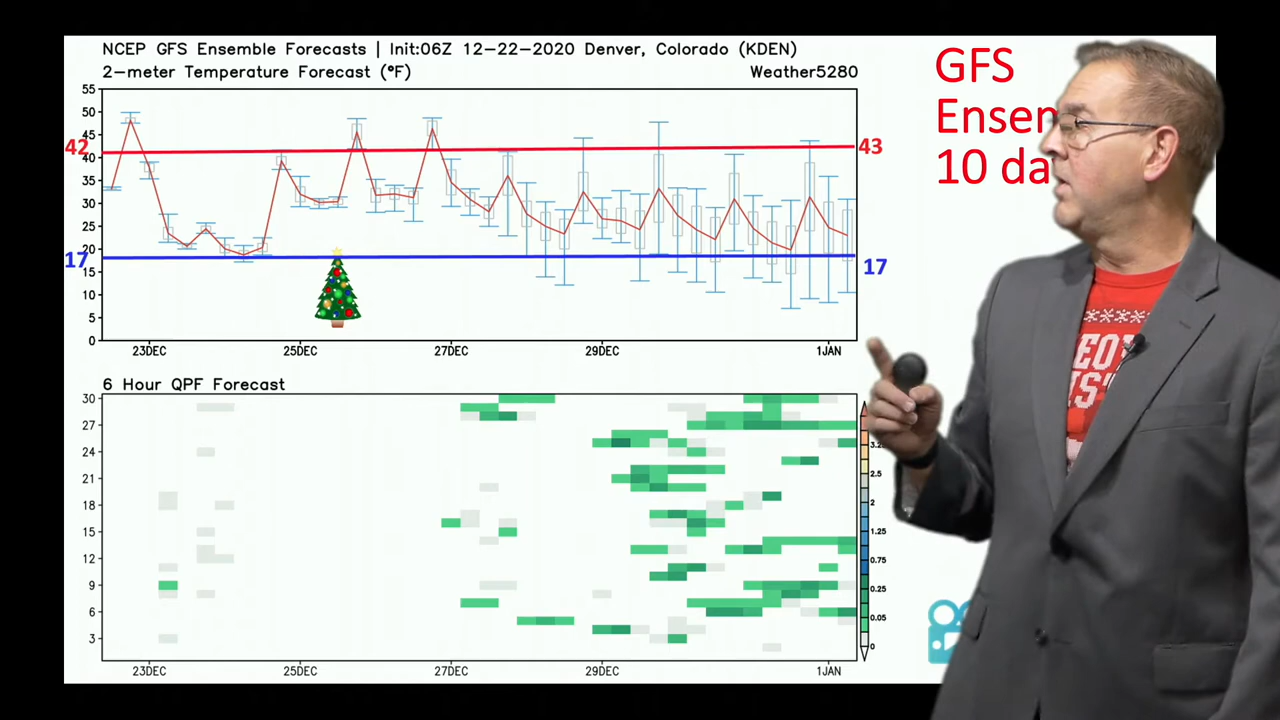 NCEP GFS Ensemble Forecasts | Init:06Z 12-22-2020 Denver, Colorado (KDEN)
2-meter Temperature Forecast (°F)
Weather5280
GFS
Ensem
10 da
55
50
45
42
40
43
35
30
25
20
17
17
15
10
5
0
23DEC
25DEC
27DEC
29DEC
1JAN
6 Hour QPF Forecast
30
27
24
21
18
15
12
9
6
3
2.5
2
1.25
0.75
0.25
0.05
0
23DEC
25DEC
27DEC
29DEC
1JAN